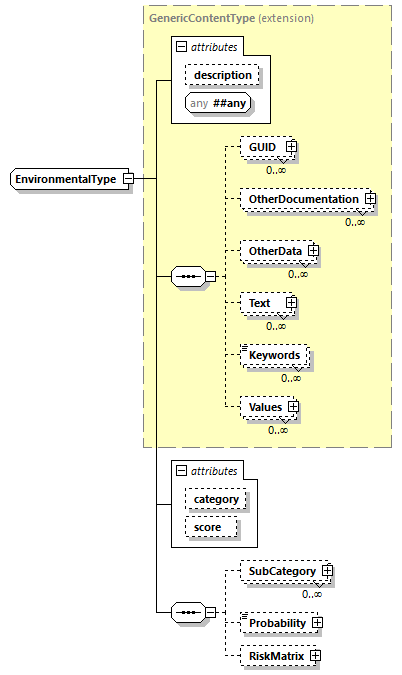 GenericContentType (extension)
attributes
description
any ##any
EnvironmentalType
GUID
0..∞
OtherDocumentation
0..∞
OtherData
0..∞
Text
0..∞
Keywords
0..∞
Values
0..∞
attributes
category
score
SubCategory
0..∞
Probability
RiskMatrix